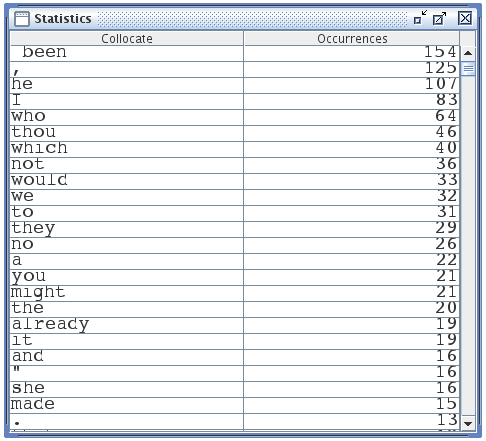 Statistics
Collocate Occurrences
been 154
, 125
he 107
I 83
who 64
thou 46
which 40
not 36
would 33
we 32
to 31
they 29
no 26
a 22
you 21
might 21
the 20
already 19
it 19
and 16
" 16
she 16
made 15
. 13